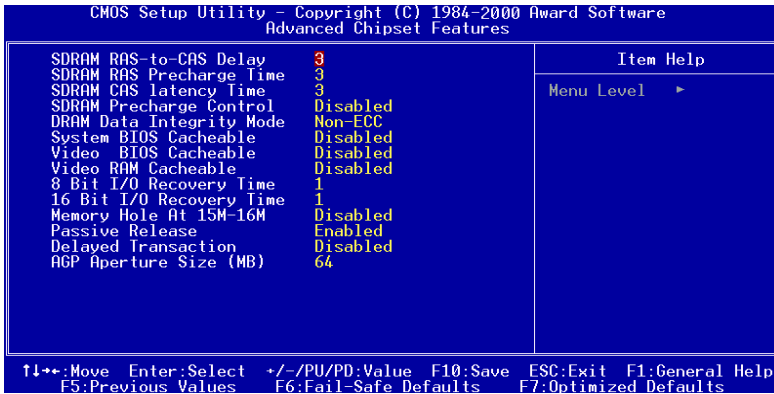 CMOS Setup Utility - Copyright (C) 1984-2000 Award Software
Advanced Chipset Features
SDRAM RAS-to-CAS Delay 3
SDRAM RAS Precharge Time 3
SDRAM CAS latency Time 3
SDRAM Precharge Control Disabled
DRAM Data Integrity Mode Non-ECC
System BIOS Cacheable Disabled
Video BIOS Cacheable Disabled
Video RAM Cacheable Disabled
8 Bit I/O Recovery Time 1
16 Bit I/O Recovery Time 1
Memory Hole At 15M-16M Disabled
Passive Release Enabled
Delayed Transaction Disabled
AGP Aperture Size (MB) 64
Item Help
Menu Level ►
↑↓→←:Move Enter:Select +/-/PU/PD:Value F10:Save ESC:Exit F1:General Help
F5:Previous Values F6:Fail-Safe Defaults F7:Optimized Defaults